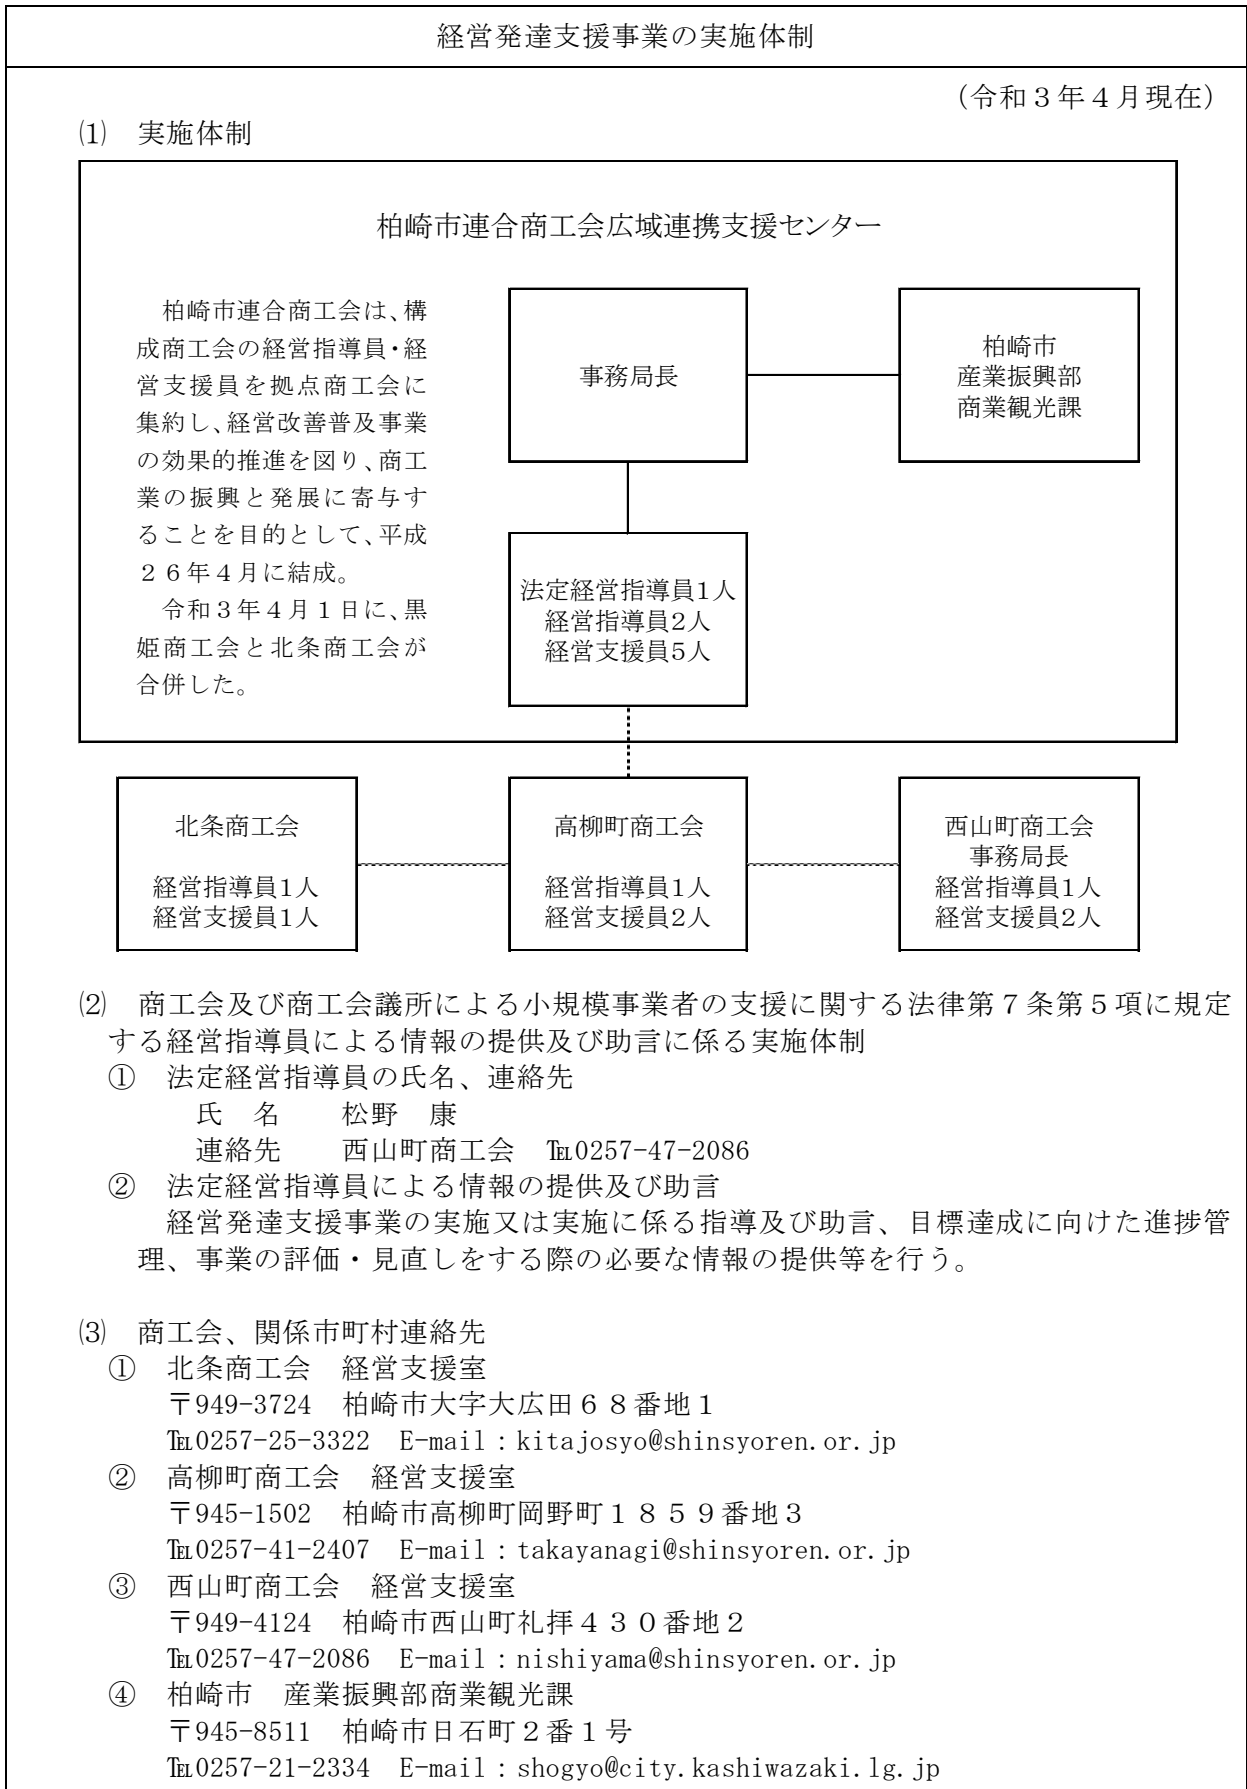 経営発達支援事業の実施体制
（令和３年４月現在）
⑴　実施体制
柏崎市連合商工会広域連携支援センター
　柏崎市連合商工会は、構
成商工会の経営指導員・経
営支援員を拠点商工会に
集約し、経営改善普及事業
の効果的推進を図り、商工
業の振興と発展に寄与す
ることを目的として、平成
２６年４月に結成。
　令和３年４月１日に、黒
姫商工会と北条商工会が
合併した。
事務局長
柏崎市
産業振興部
商業観光課
法定経営指導員1人
経営指導員2人
経営支援員5人
北条商工会
経営指導員1人
経営支援員1人
高柳町商工会
経営指導員1人
経営支援員2人
西山町商工会
事務局長
経営指導員1人
経営支援員2人
⑵　商工会及び商工会議所による小規模事業者の支援に関する法律第７条第５項に規定
する経営指導員による情報の提供及び助言に係る実施体制
①　法定経営指導員の氏名、連絡先
氏　名　　松野　康
連絡先　　西山町商工会　℡0257-47-2086
②　法定経営指導員による情報の提供及び助言
経営発達支援事業の実施又は実施に係る指導及び助言、目標達成に向けた進捗管
理、事業の評価・見直しをする際の必要な情報の提供等を行う。
⑶　商工会、関係市町村連絡先
①　北条商工会　経営支援室
〒949-3724　柏崎市大字大広田６８番地１
℡0257-25-3322　E-mail：kitajosyo@shinsyoren.or.jp
②　高柳町商工会　経営支援室
〒945-1502　柏崎市高柳町岡野町１８５９番地３
℡0257-41-2407　E-mail：takayanagi@shinsyoren.or.jp
③　西山町商工会　経営支援室
〒949-4124　柏崎市西山町礼拝４３０番地２
℡0257-47-2086　E-mail：nishiyama@shinsyoren.or.jp
④　柏崎市　産業振興部商業観光課
〒945-8511　柏崎市日石町２番１号
℡0257-21-2334　E-mail：shogyo@city.kashiwazaki.lg.jp